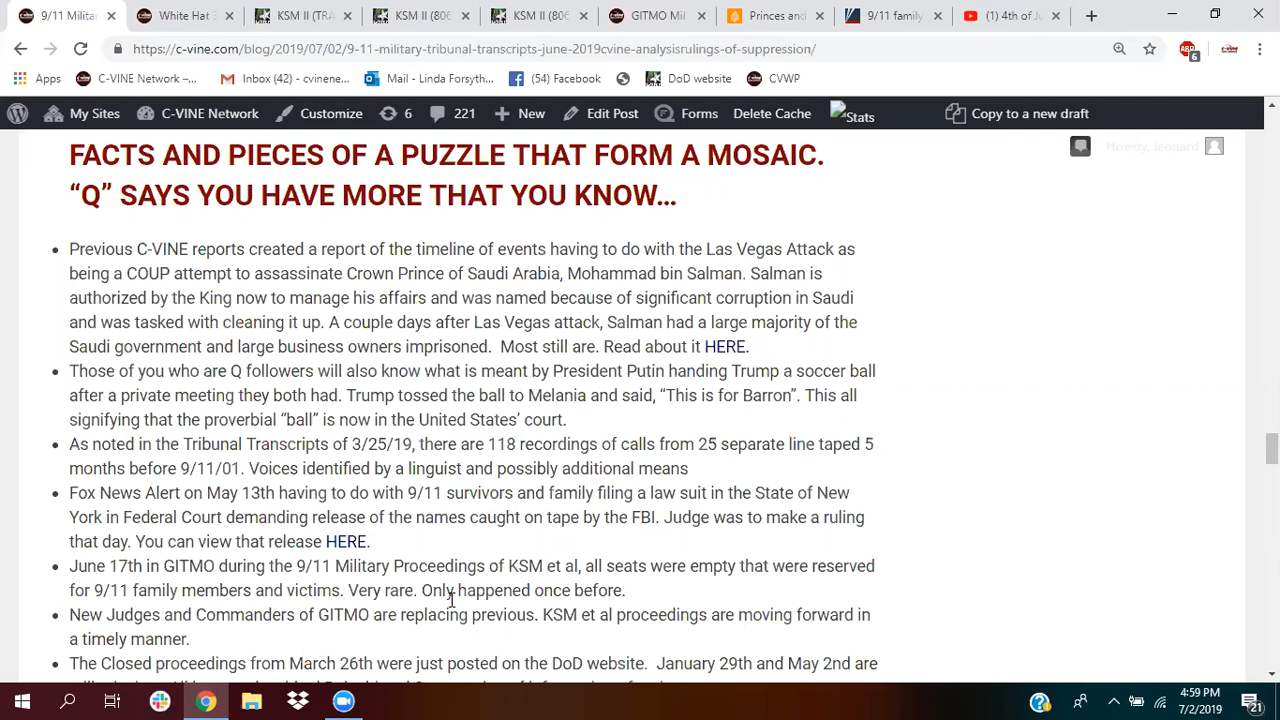 9/11 Milita
White Hat
KSM II (TRA
KSM II (806
KSM II (806
GITMO Mil
Princes and
9/11 family
(1) 4th of Ju
https://c-vine.com/blog/2019/07/02/9-11-military-tribunal-transcripts-june-2019cvine-analysisrulings-of-suppression/
6
Apps
C-VINE Network –...
Inbox (42) - cvinene...
Mail - Linda Forsyth...
(54) Facebook
DoD website
CVWP
My Sites
C-VINE Network
Customize
6
221
New
Edit Post
Forms
Delete Cache
Stats
Copy to a new draft
Howdy, leonard
FACTS AND PIECES OF A PUZZLE THAT FORM A MOSAIC.
“Q” SAYS YOU HAVE MORE THAT YOU KNOW...
• Previous C-VINE reports created a report of the timeline of events having to do with the Las Vegas Attack as
being a COUP attempt to assassinate Crown Prince of Saudi Arabia, Mohammad bin Salman. Salman is
authorized by the King now to manage his affairs and was named because of significant corruption in Saudi
and was tasked with cleaning it up. A couple days after Las Vegas attack, Salman had a large majority of the
Saudi government and large business owners imprisoned.  Most still are. Read about it HERE.
• Those of you who are Q followers will also know what is meant by President Putin handing Trump a soccer ball
after a private meeting they both had. Trump tossed the ball to Melania and said, “This is for Barron”. This all
signifying that the proverbial “ball” is now in the United States’ court.
• As noted in the Tribunal Transcripts of 3/25/19, there are 118 recordings of calls from 25 separate line taped 5
months before 9/11/01. Voices identified by a linguist and possibly additional means
• Fox News Alert on May 13th having to do with 9/11 survivors and family filing a law suit in the State of New
York in Federal Court demanding release of the names caught on tape by the FBI. Judge was to make a ruling
that day. You can view that release HERE.
• June 17th in GITMO during the 9/11 Military Proceedings of KSM et al, all seats were empty that were reserved
for 9/11 family members and victims. Very rare. Only happened once before.
• New Judges and Commanders of GITMO are replacing previous. KSM et al proceedings are moving forward in
a timely manner.
• The Closed proceedings from March 26th were just posted on the DoD website.  January 29th and May 2nd are
4:59 PM
7/2/2019
21